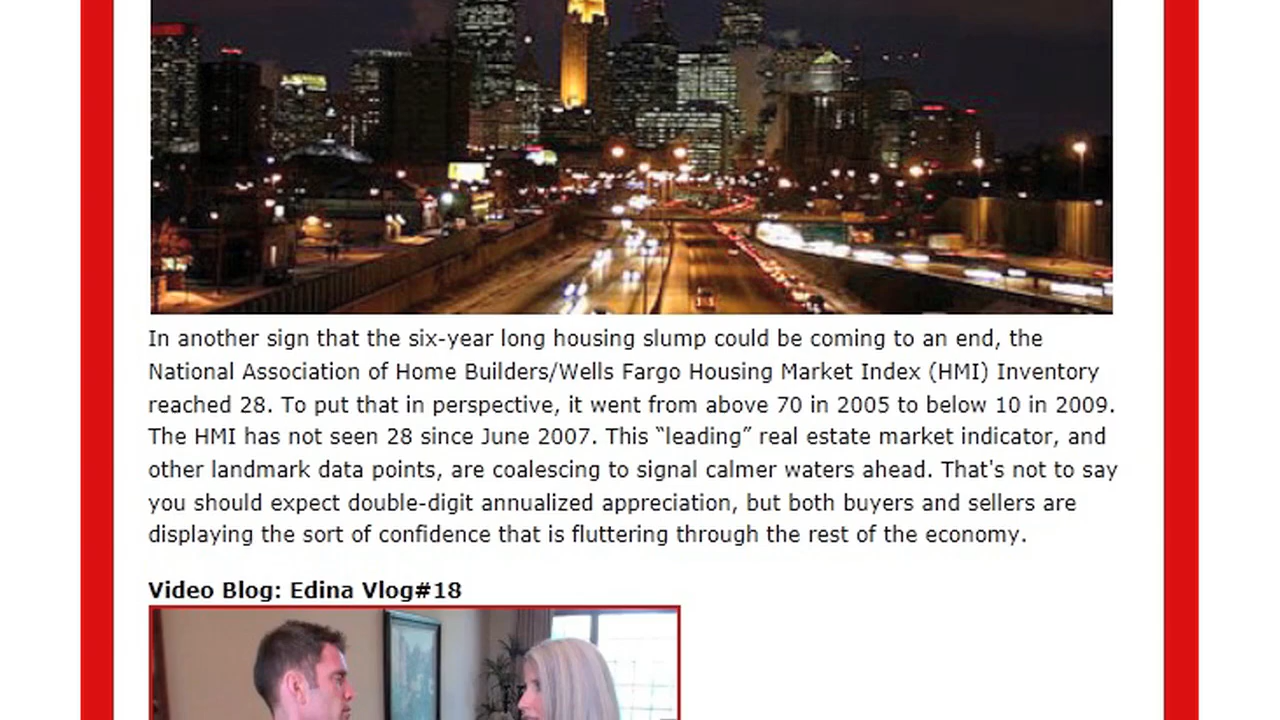 In another sign that the six-year long housing slump could be coming to an end, the
National Association of Home Builders/Wells Fargo Housing Market Index (HMI) Inventory
reached 28. To put that in perspective, it went from above 70 in 2005 to below 10 in 2009.
The HMI has not seen 28 since June 2007. This “leading” real estate market indicator, and
other landmark data points, are coalescing to signal calmer waters ahead. That's not to say
you should expect double-digit annualized appreciation, but both buyers and sellers are
displaying the sort of confidence that is fluttering through the rest of the economy.
Video Blog: Edina Vlog#18